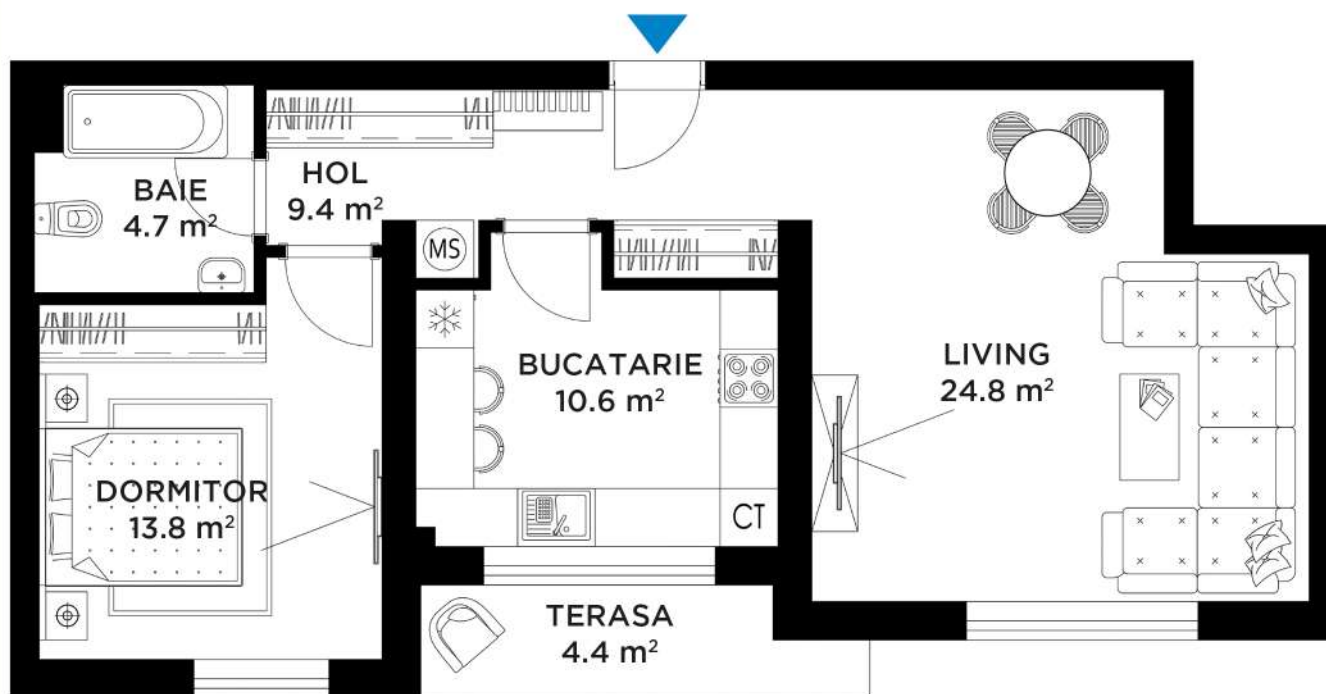 BAIE
4.7 m²
HOL
9.4 m²
MS
BUCATARIE
10.6 m²
LIVING
24.8 m²
DORMITOR
13.8 m²
CT
TERASA
4.4 m²